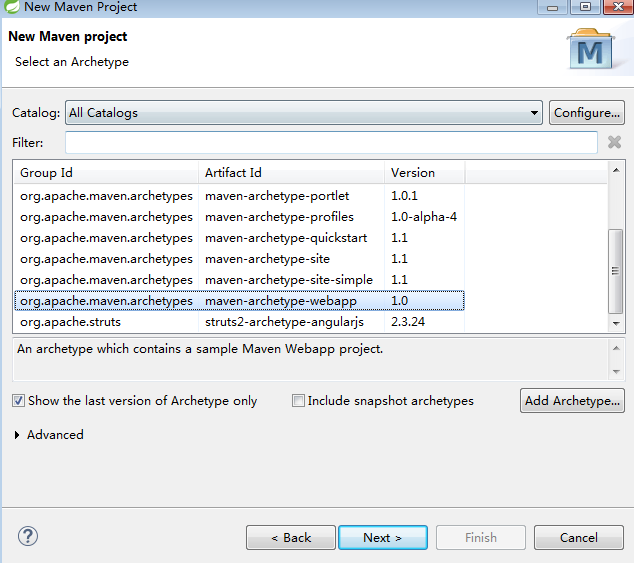 New Maven Project
New Maven project
Select an Archetype
M
Catalog: All Catalogs Configure...
Filter:
Group Id Artifact Id Version
org.apache.maven.archetypes maven-archetype-portlet 1.0.1
org.apache.maven.archetypes maven-archetype-profiles 1.0-alpha-4
org.apache.maven.archetypes maven-archetype-quickstart 1.1
org.apache.maven.archetypes maven-archetype-site 1.1
org.apache.maven.archetypes maven-archetype-site-simple 1.1
org.apache.maven.archetypes maven-archetype-webapp 1.0
org.apache.struts struts2-archetype-angularjs 2.3.24
An archetype which contains a sample Maven Webapp project.
Show the last version of Archetype only Include snapshot archetypes Add Archetype...
Advanced
? < Back Next > Finish Cancel